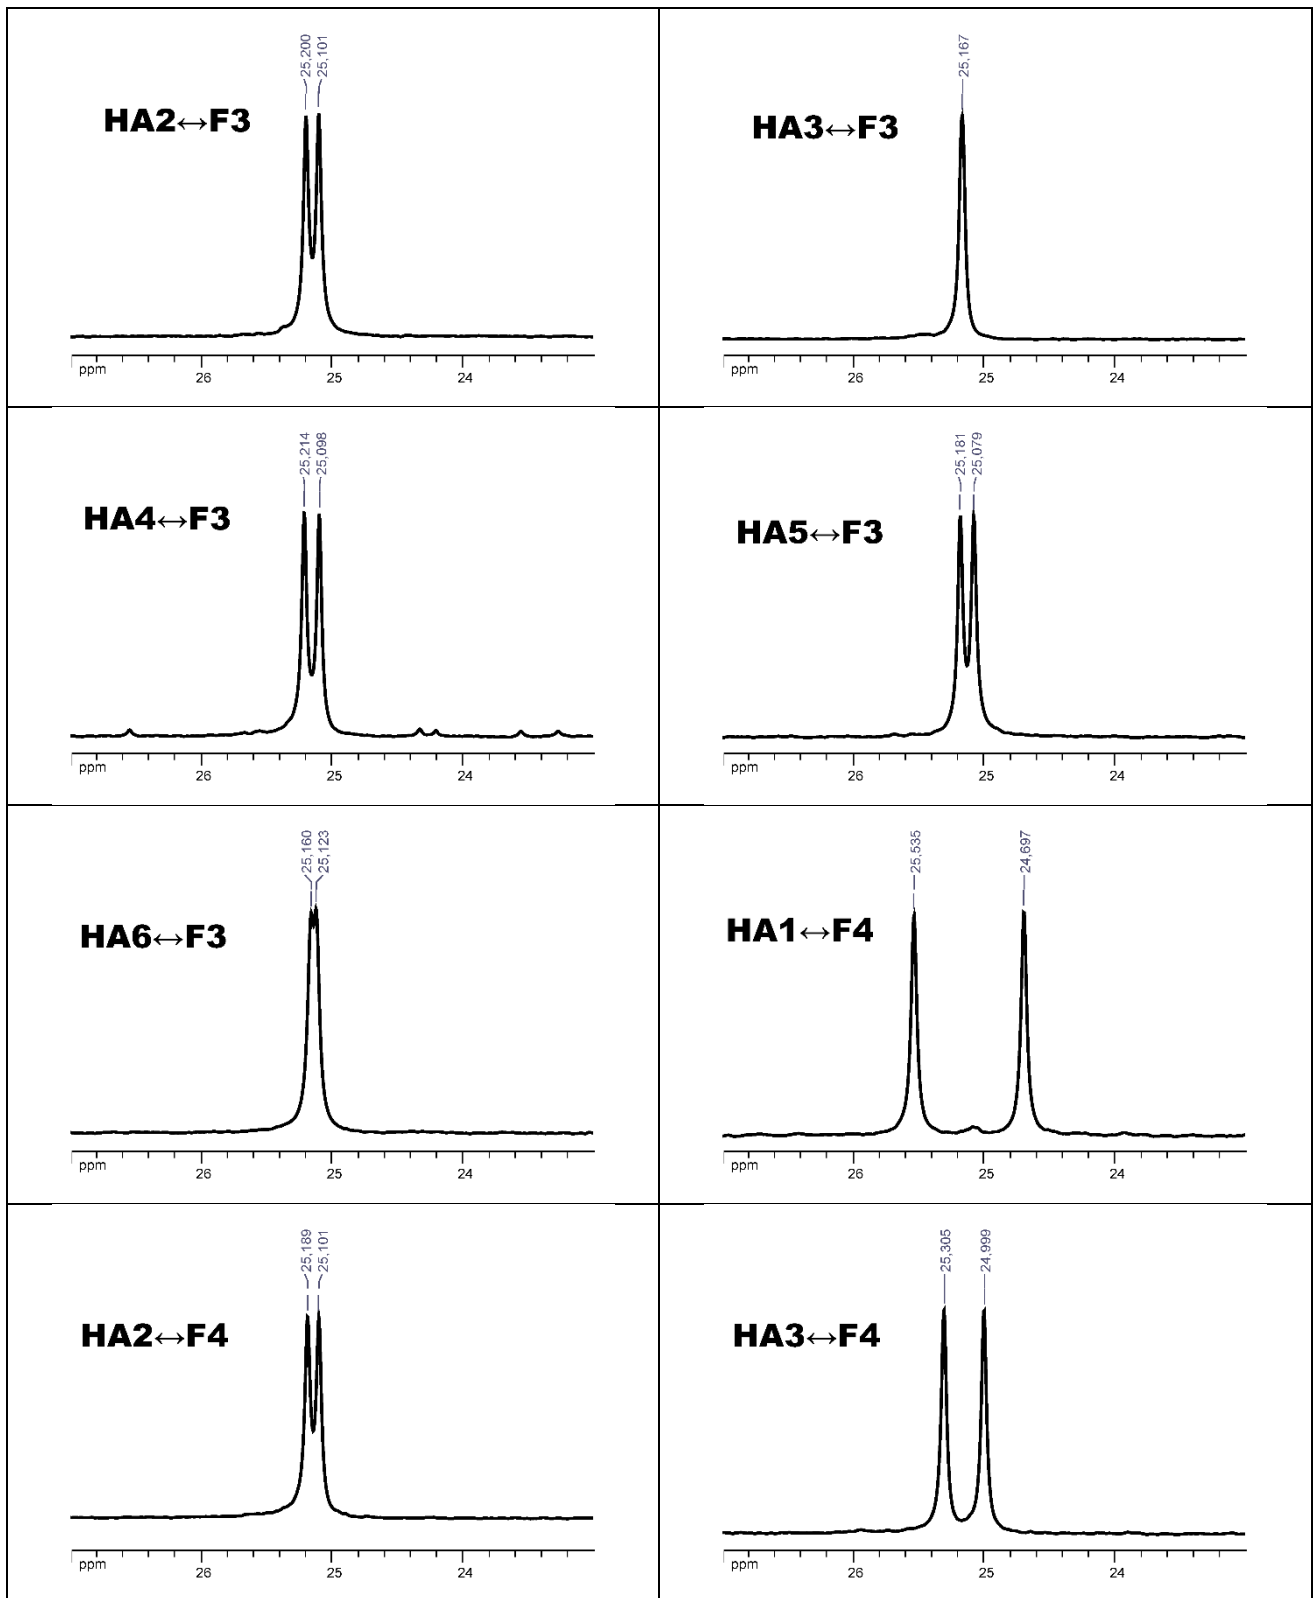 25,200
25,101
HA2↔F3
ppm 26 25 24
25,167
HA3↔F3
ppm 26 25 24
25,214
25,098
HA4↔F3
ppm 26 25 24
25,181
25,079
HA5↔F3
ppm 26 25 24
25,160
25,123
HA6↔F3
ppm 26 25 24
25,535
24,697
HA1↔F4
ppm 26 25 24
25,189
25,101
HA2↔F4
ppm 26 25 24
25,305
24,999
HA3↔F4
ppm 26 25 24